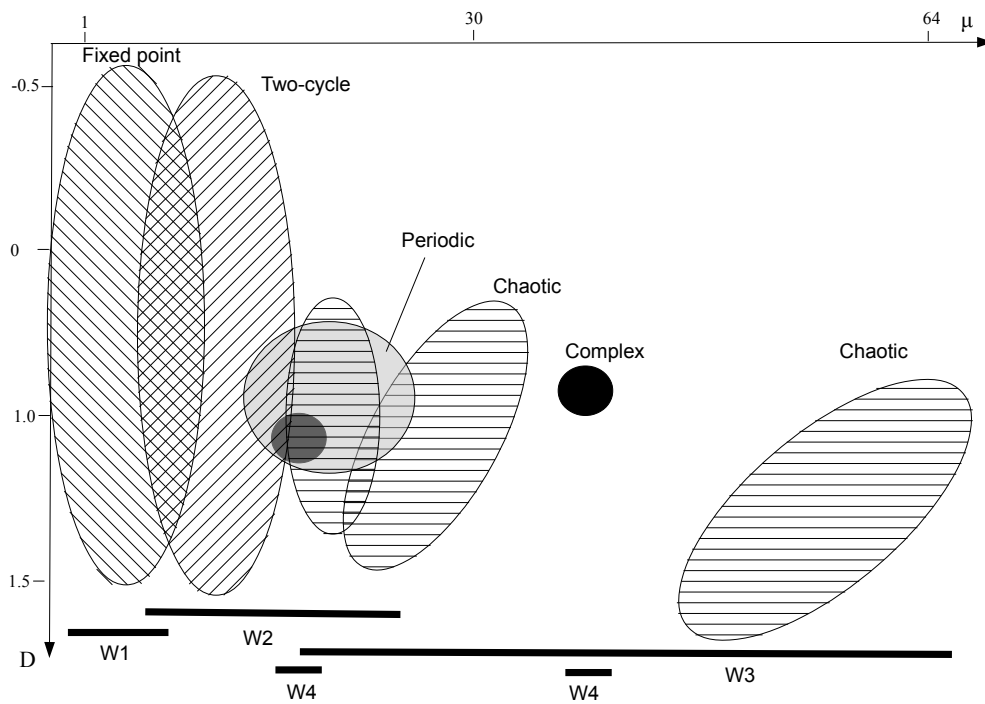 1
30
64
μ
Fixed point
-0.5
Two-cycle
0
Periodic
Chaotic
Complex
Chaotic
1.0
1.5
W1
W2
D
W4
W4
W3